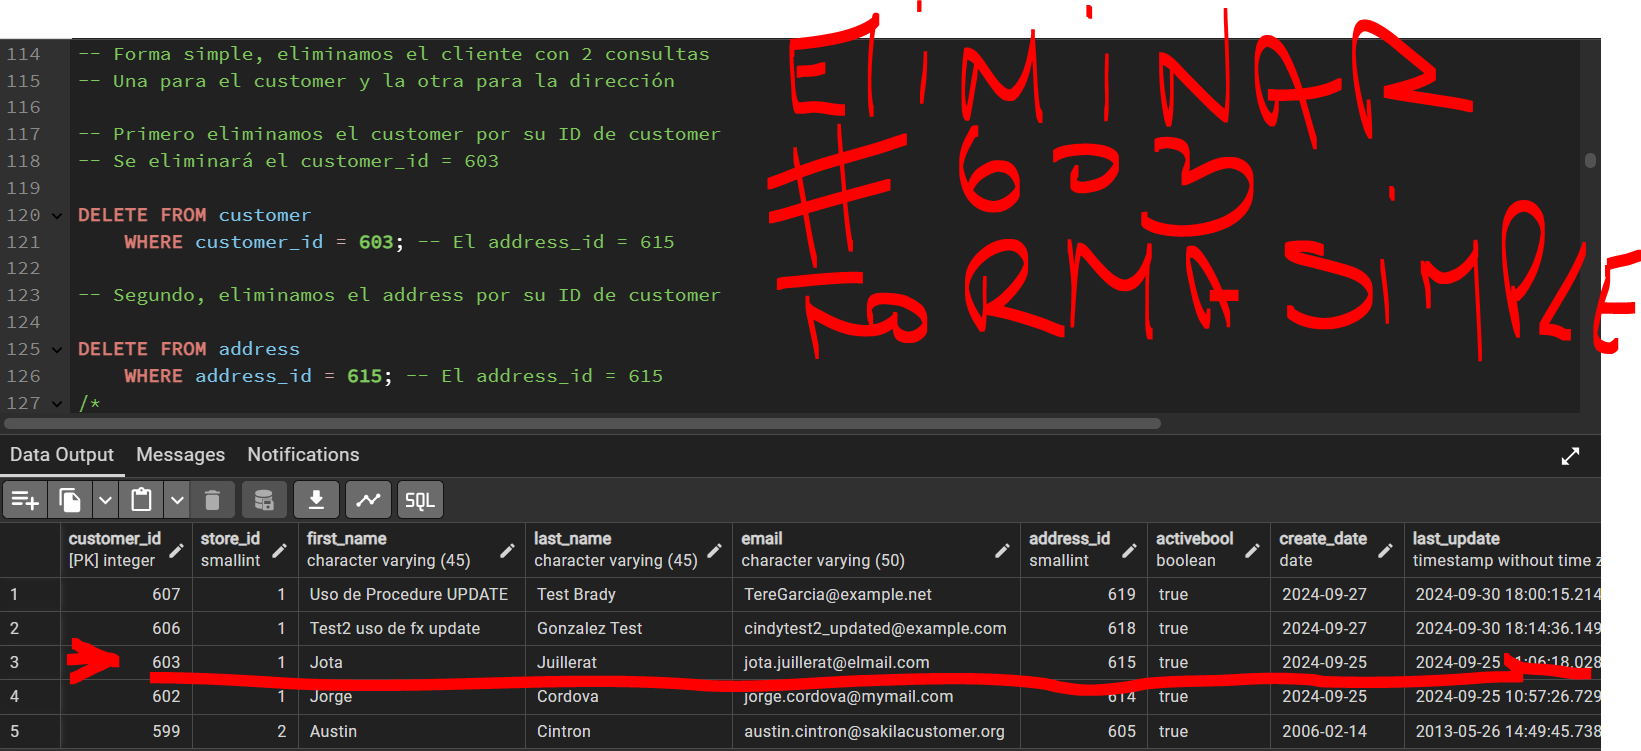 ELIMINAR
# 603
FORMA SIMPLE
114 -- Forma simple, eliminamos el cliente con 2 consultas
115 -- Una para el customer y la otra para la dirección
116
117 -- Primero eliminamos el customer por su ID de customer
118 -- Se eliminará el customer_id = 603
119
120 DELETE FROM customer
121 WHERE customer_id = 603; -- El address_id = 615
122
123 -- Segundo, eliminamos el address por su ID de customer
124
125 DELETE FROM address
126 WHERE address_id = 615; -- El address_id = 615
127 /*
Data Output Messages Notifications
SQL
customer_id store_id first_name last_name email address_id activebool create_date last_update
[PK] integer smallint character varying (45) character varying (45) character varying (50) smallint boolean date timestamp without time z
1 607 1 Uso de Procedure UPDATE Test Brady TereGarcia@example.net 619 true 2024-09-27 2024-09-30 18:00:15.214
2 606 1 Test2 uso de fx update Gonzalez Test cindytest2_updated@example.com 618 true 2024-09-27 2024-09-30 18:14:36.149
3 603 1 Jota Juillerat jota.juillerat@elmail.com 615 true 2024-09-25 2024-09-25
4 602 1 Jorge Cordova jorge.cordova@mymail.com 614 true 2024-09-25 2024-09-25 10:57:26.729
5 599 2 Austin Cintron austin.cintron@sakilacustomer.org 605 true 2006-02-14 2013-05-26 14:49:45.738